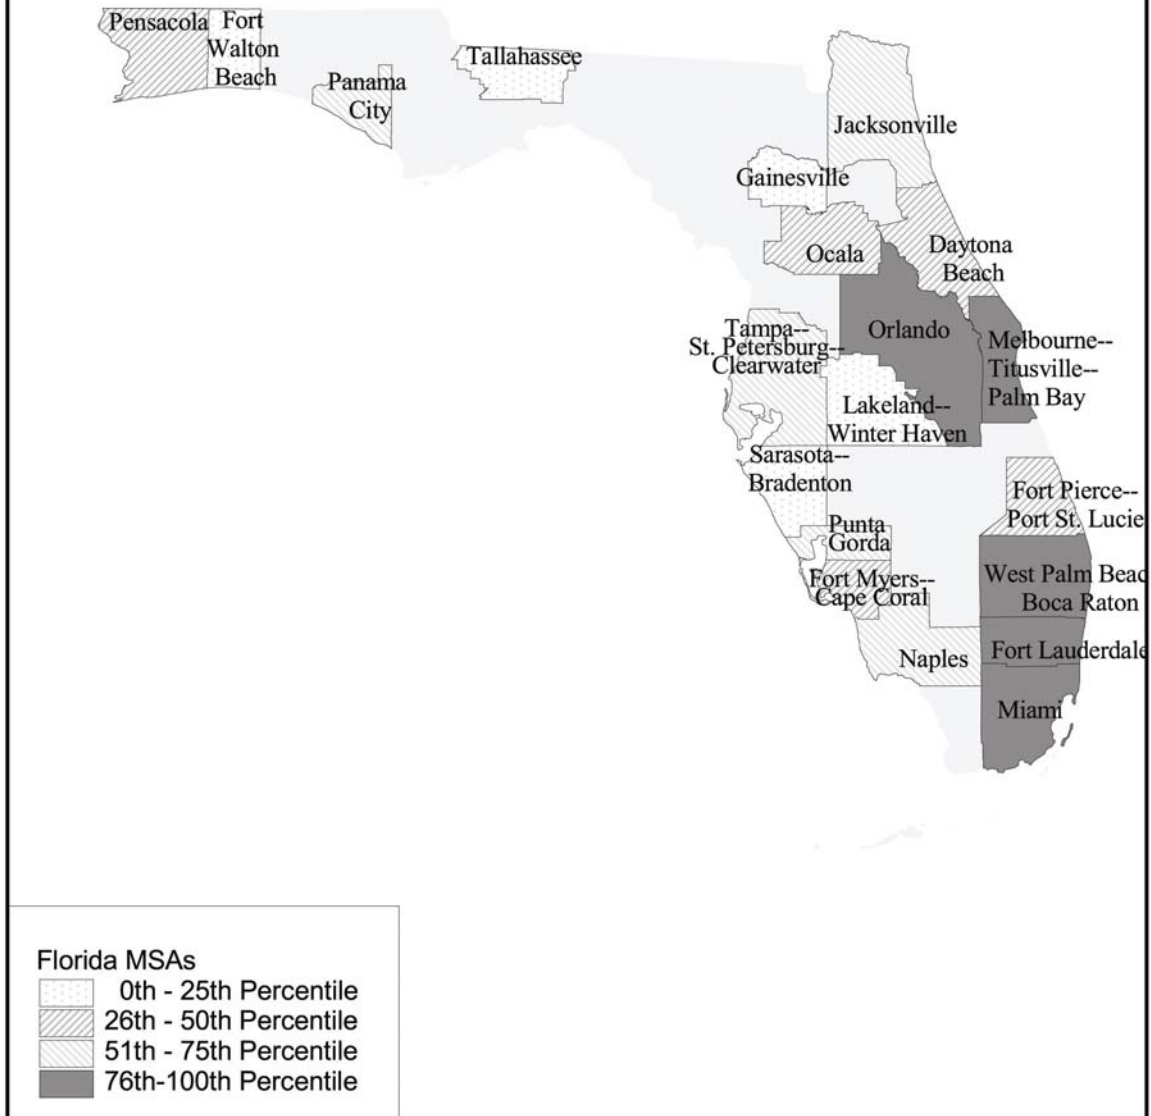 Pensacola
Fort
Walton
Beach
Panama
City
Tallahassee
Jacksonville
Gainesville
Ocala
Daytona
Beach
Orlando
Melbourne--
Titusville--
Palm Bay
Tampa--
St. Petersburg--
Clearwater
Lakeland--
Winter Haven
Sarasota--
Bradenton
Punta
Gorda
Fort Myers--
Cape Coral
Naples
Fort Pierce--
Port St. Lucie
West Palm Beac
Boca Raton
Fort Lauderdale
Miami
Florida MSAs
0th - 25th Percentile
26th - 50th Percentile
51th - 75th Percentile
76th-100th Percentile